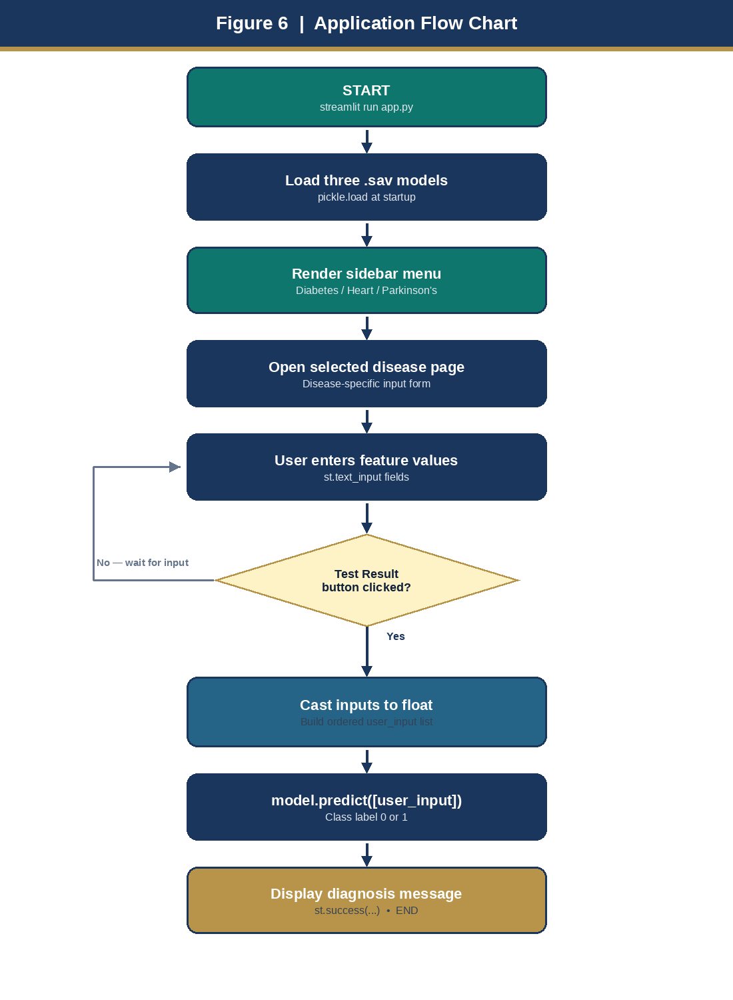 Figure 6 | Application Flow Chart
START
streamlit run app.py
Load three .sav models
pickle.load at startup
Render sidebar menu
Diabetes / Heart / Parkinson's
Open selected disease page
Disease-specific input form
User enters feature values
st.text_input fields
No — wait for input
Test Result
button clicked?
Yes
Cast inputs to float
Build ordered user_input list
model.predict([user_input])
Class label 0 or 1
Display diagnosis message
st.success(...) • END